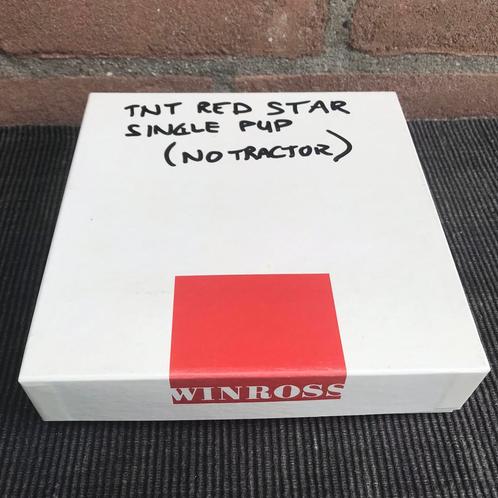 TNT RED STAR
SINGLE PUP
(NO TRACTOR)
WINROSS